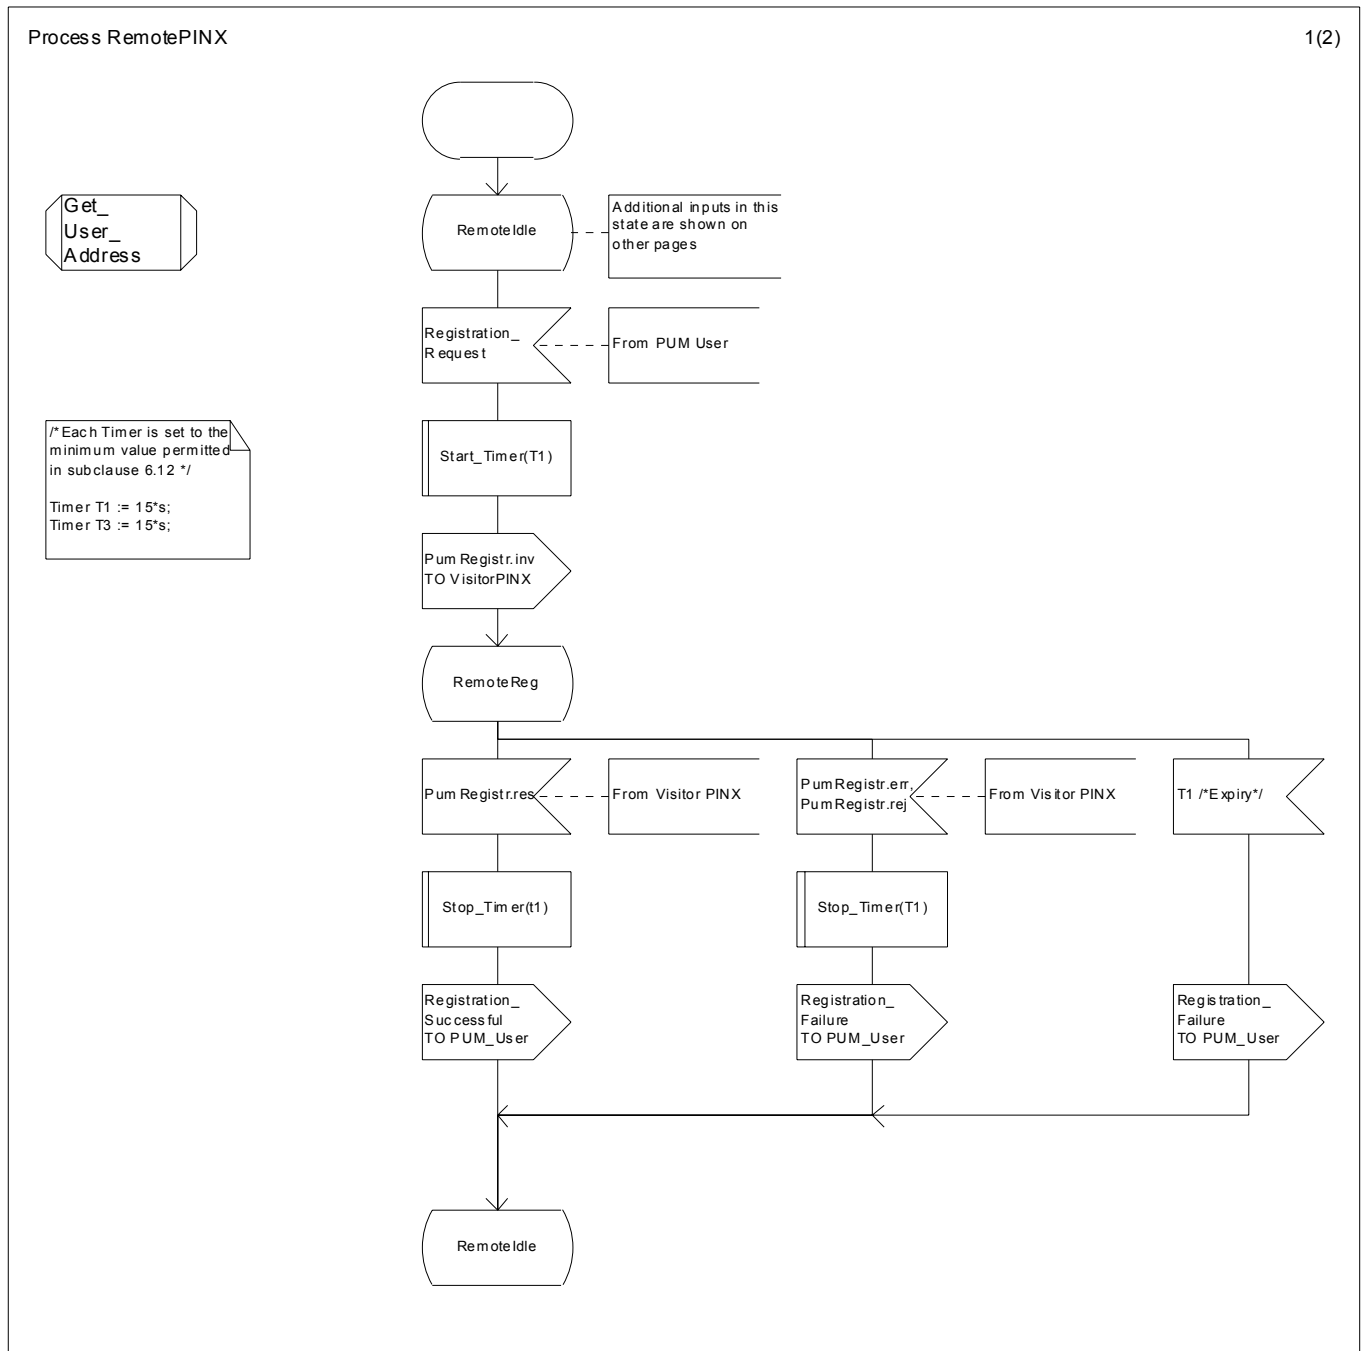 Process RemotePINX
1(2)
Get_
User_
Address
RemoteIdle
Additional inputs in this
state are shown on
other pages
Registration_
Request
From PUM User
/*Each Timer is set to the
minimum value permitted
in subclause 6.12 */
Timer T1 := 15*s;
Timer T3 := 15*s;
Start_Timer(T1)
PumRegistr.inv
TO VisitorPINX
RemoteReg
PumRegistr.res
From Visitor PINX
PumRegistr.err,
PumRegistr.rej
From Visitor PINX
T1 /*Expiry*/
Stop_Timer(t1)
Stop_Timer(T1)
Registration_
Successful
TO PUM_User
Registration_
Failure
TO PUM_User
Registration_
Failure
TO PUM_User
RemoteIdle